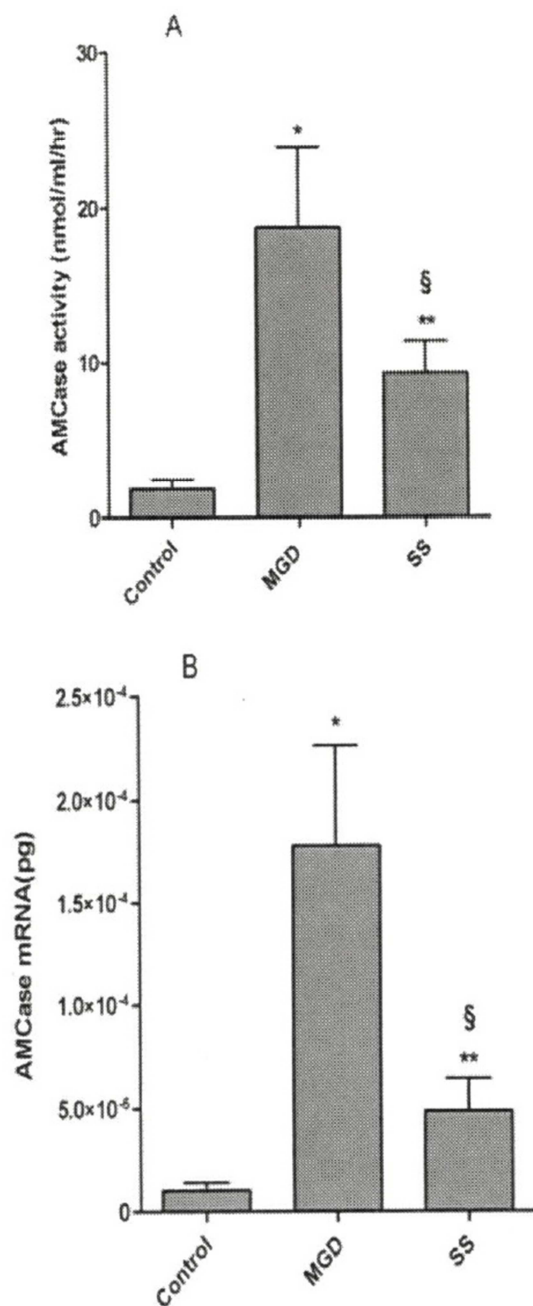 A
AMCase activity (nmol/ml/hr)
30
20
10
0
*
§
**
Control
MGD
SS
B
AMCase mRNA(pg)
2.5×10⁻⁴
2.0×10⁻⁴
1.5×10⁻⁴
1.0×10⁻⁴
5.0×10⁻⁵
0
*
§
**
Control
MGD
SS